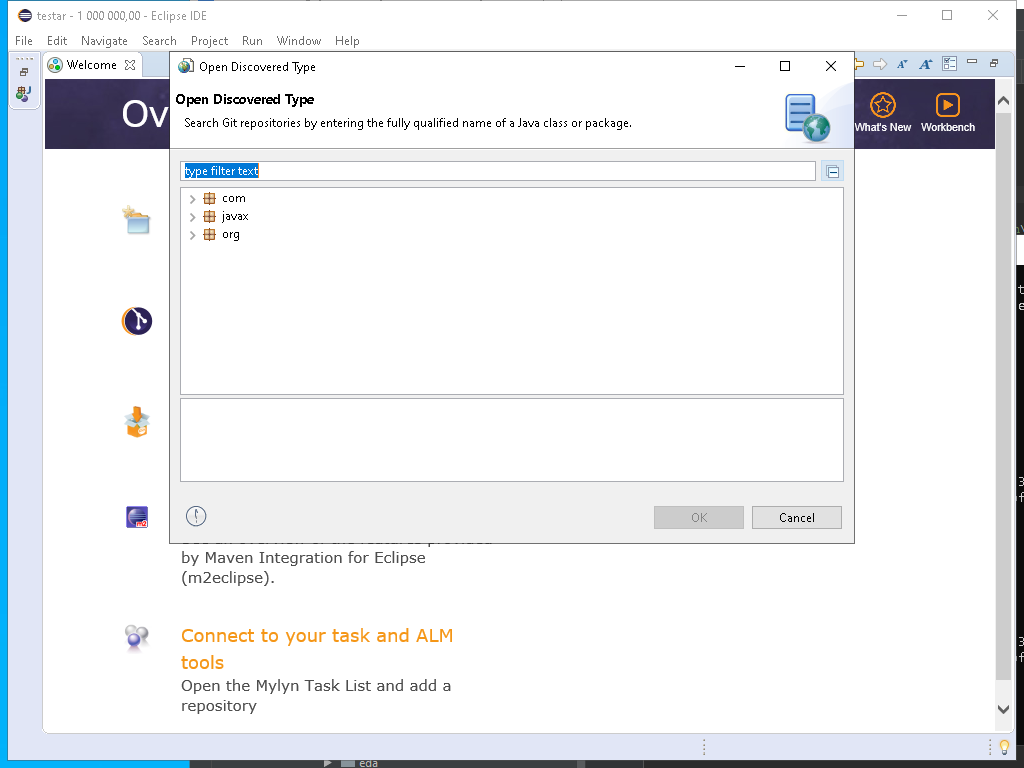 testar - 1 000 000,00 - Eclipse IDE
File Edit Navigate Search Project Run Window Help
Welcome
Open Discovered Type
Ov
What's New
Workbench
Open Discovered Type
Search Git repositories by entering the fully qualified name of a Java class or package.
type filter text
com
javax
org
OK
Cancel
by Maven Integration for Eclipse
(m2eclipse).
Connect to your task and ALM
tools
Open the Mylyn Task List and add a
repository
eda